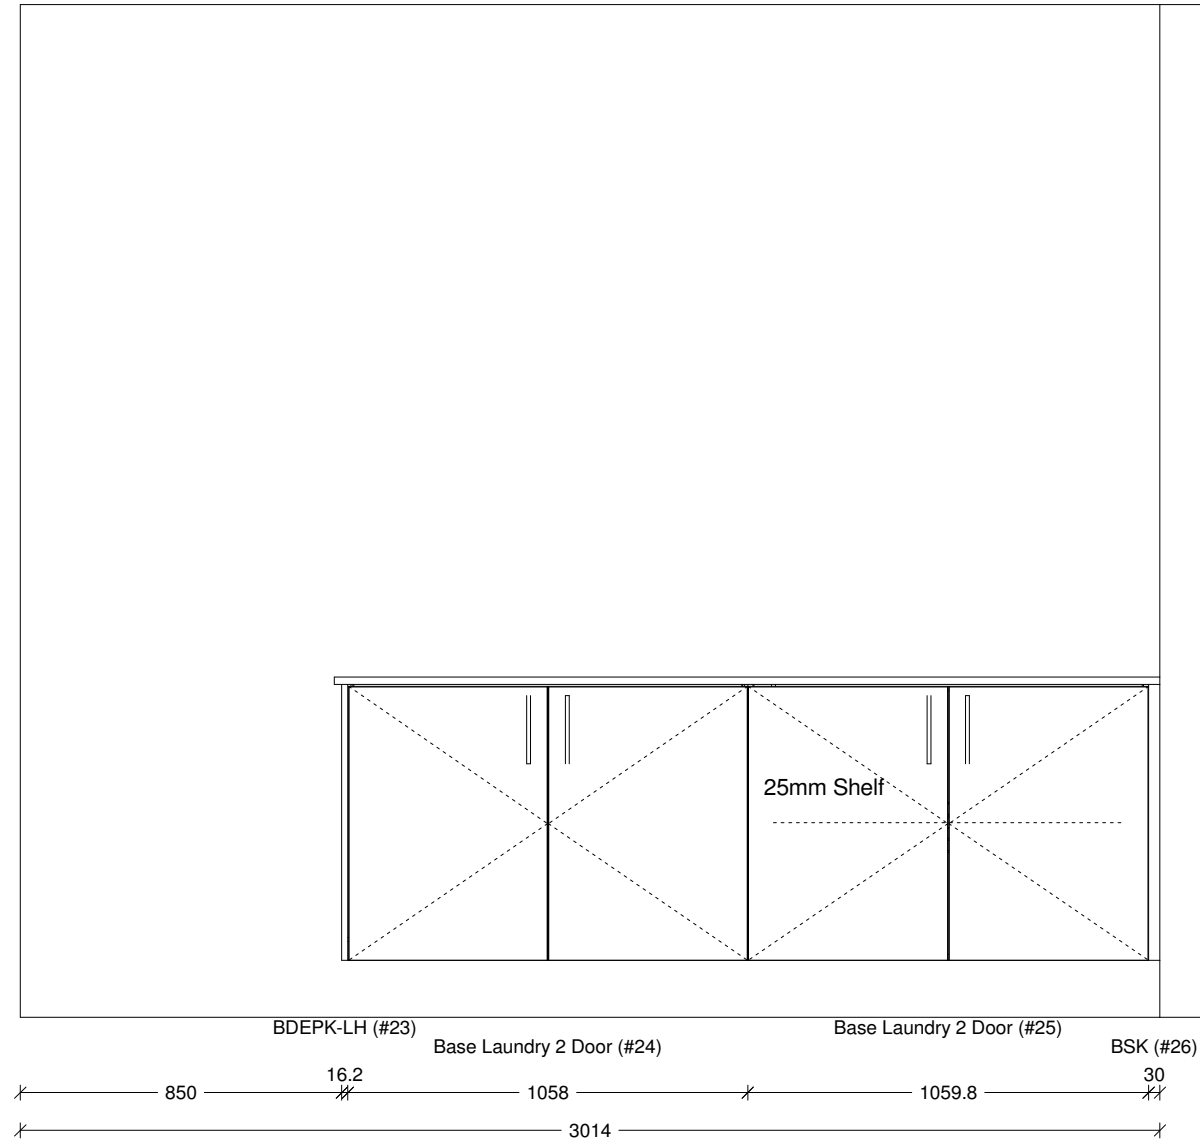 25mm Shelf
BDEPK-LH (#23)
Base Laundry 2 Door (#25)
Base Laundry 2 Door (#24)
BSK (#26)
16.2
30
850
1058
1059.8
3014